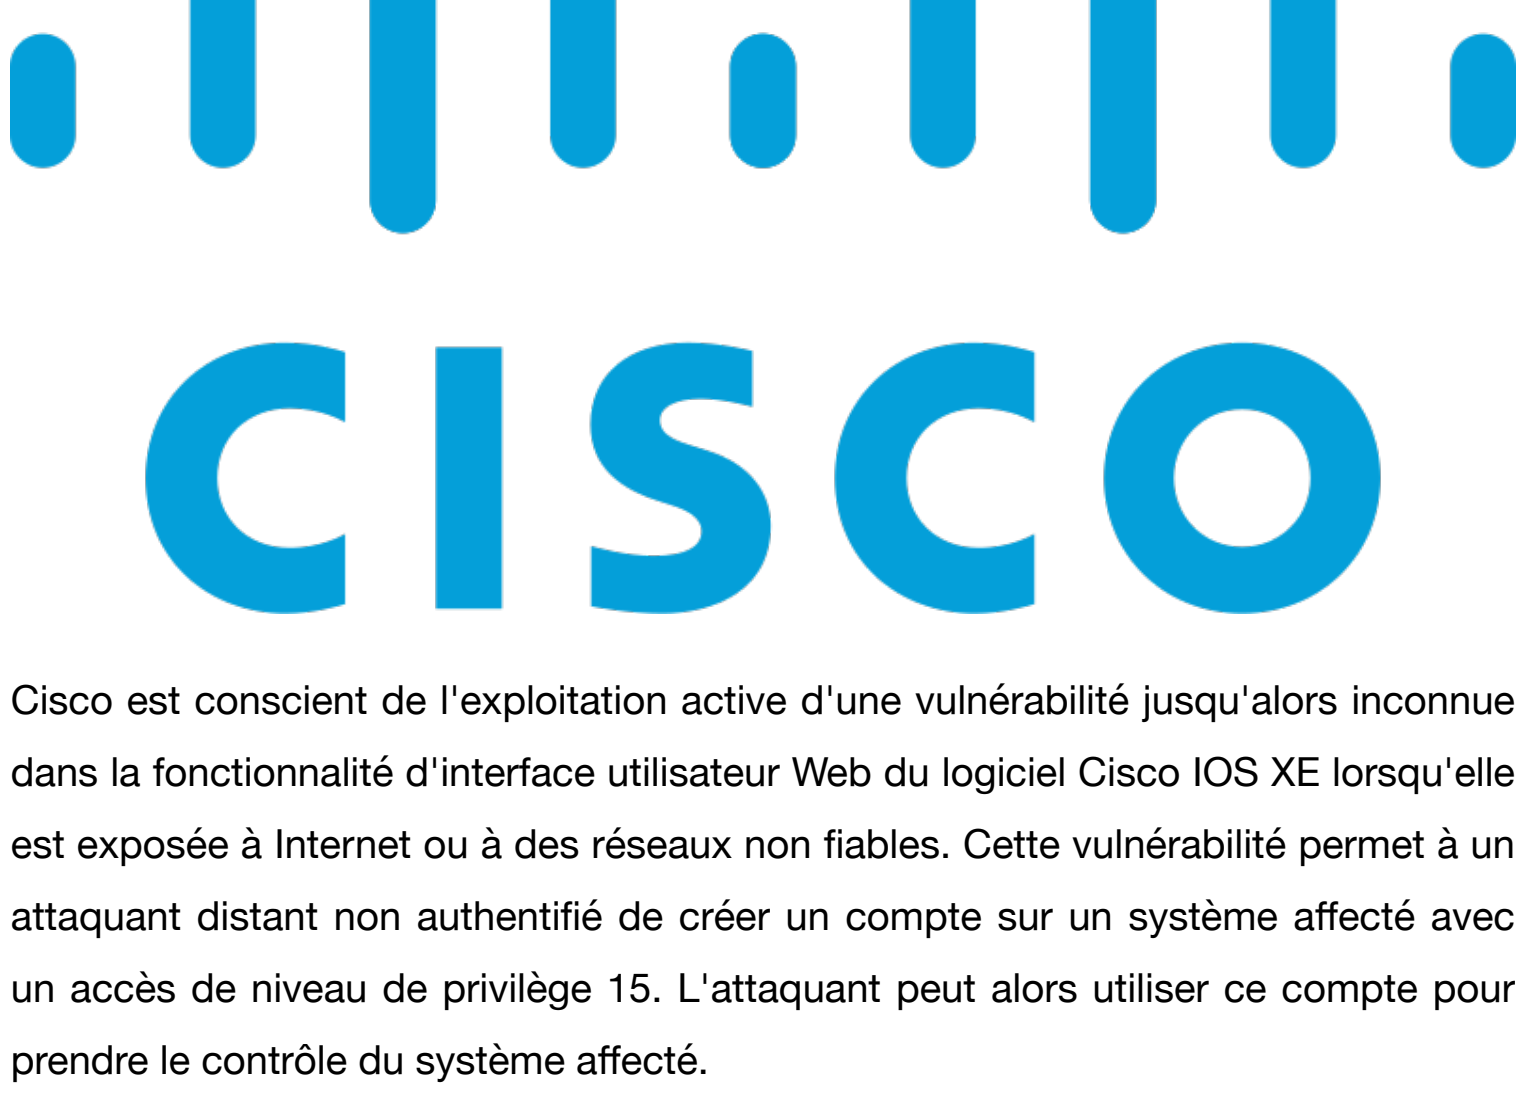 CISCO
Cisco est conscient de l'exploitation active d'une vulnérabilité jusqu'alors inconnue
dans la fonctionnalité d'interface utilisateur Web du logiciel Cisco IOS XE lorsqu'elle
est exposée à Internet ou à des réseaux non fiables. Cette vulnérabilité permet à un
attaquant distant non authentifié de créer un compte sur un système affecté avec
un accès de niveau de privilège 15. L'attaquant peut alors utiliser ce compte pour
prendre le contrôle du système affecté.